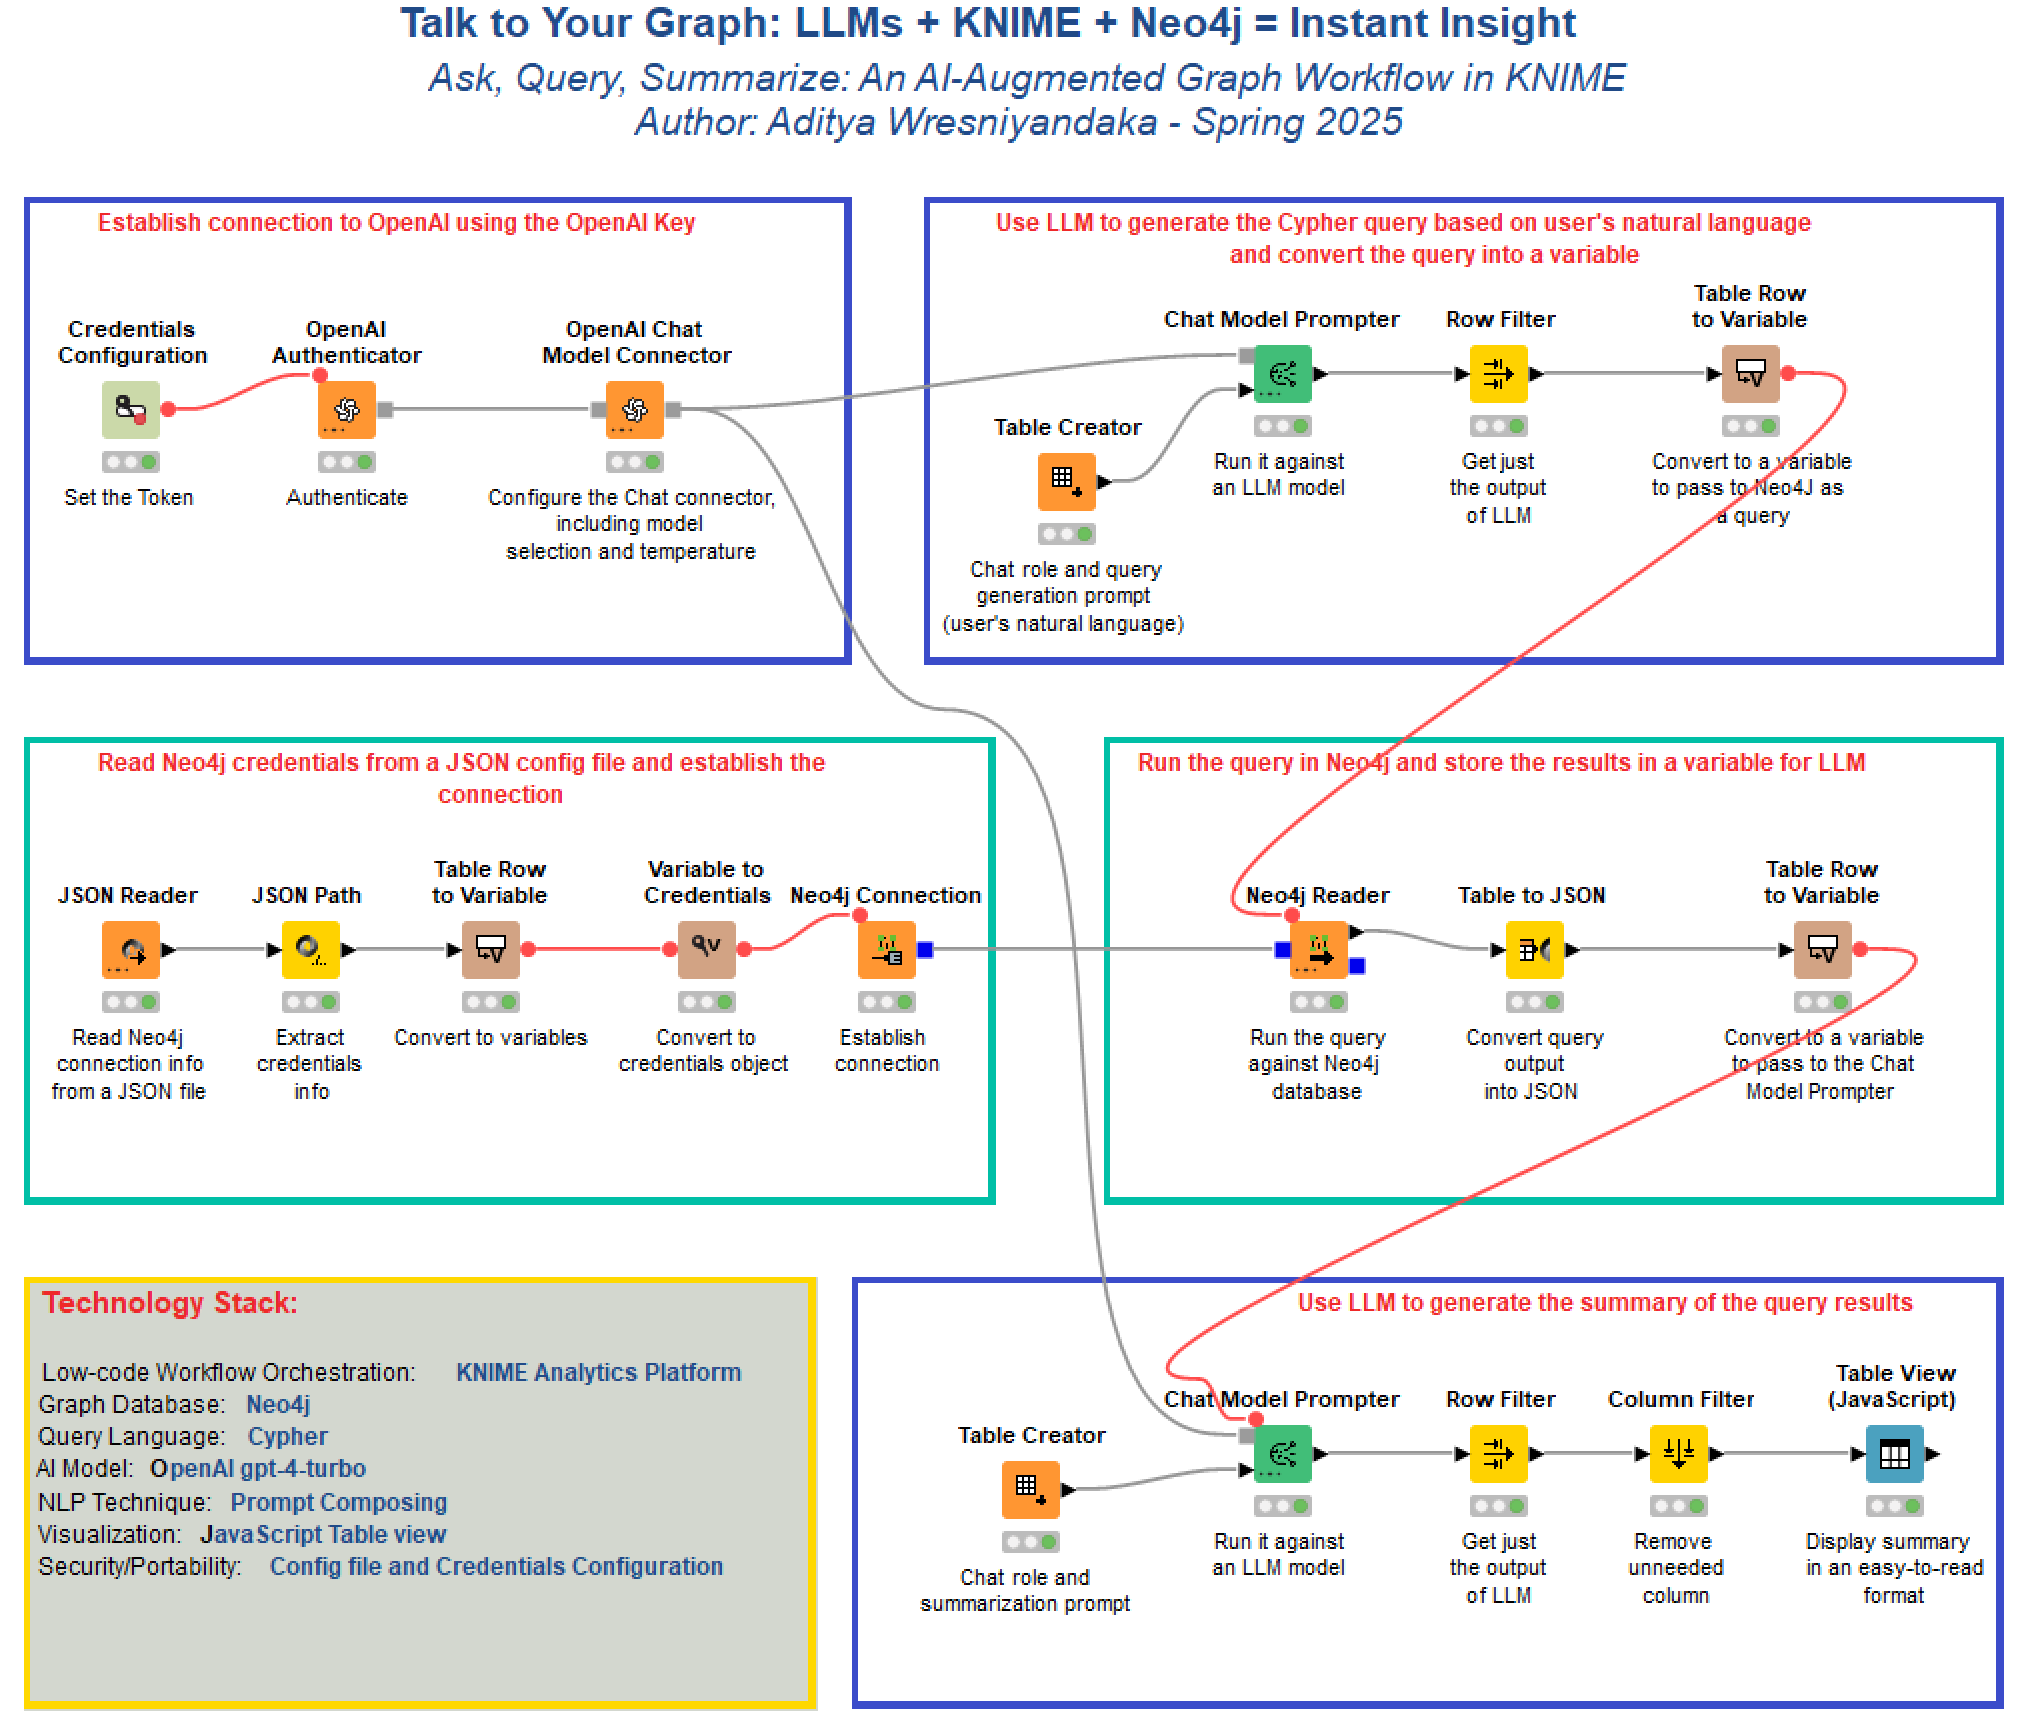 Talk to Your Graph: LLMs + KNIME + Neo4j = Instant Insight
Ask, Query, Summarize: An AI-Augmented Graph Workflow in KNIME
Author: Aditya Wresniyandaka - Spring 2025
Establish connection to OpenAI using the OpenAI Key
Credentials
Configuration
Set the Token
OpenAI
Authenticator
Authenticate
OpenAI Chat
Model Connector
Configure the Chat connector,
including model
selection and temperature
Use LLM to generate the Cypher query based on user's natural language
and convert the query into a variable
Table Creator
Chat role and query
generation prompt
(user's natural language)
Chat Model Prompter
Run it against
an LLM model
Row Filter
Get just
the output
of LLM
Table Row
to Variable
Convert to a variable
to pass to Neo4J as
a query
Read Neo4j credentials from a JSON config file and establish the
connection
JSON Reader
Read Neo4j
connection info
from a JSON file
JSON Path
Extract
credentials
info
Table Row
to Variable
Convert to variables
Variable to
Credentials
Convert to
credentials object
Neo4j Connection
Establish
connection
Run the query in Neo4j and store the results in a variable for LLM
Neo4j Reader
Run the query
against Neo4j
database
Table to JSON
Convert query
output
into JSON
Table Row
to Variable
Convert to a variable
to pass to the Chat
Model Prompter
Technology Stack:
Low-code Workflow Orchestration: KNIME Analytics Platform
Graph Database: Neo4j
Query Language: Cypher
AI Model: OpenAI gpt-4-turbo
NLP Technique: Prompt Composing
Visualization: JavaScript Table view
Security/Portability: Config file and Credentials Configuration
Use LLM to generate the summary of the query results
Table Creator
Chat role and
summarization prompt
Chat Model Prompter
Run it against
an LLM model
Row Filter
Get just
the output
of LLM
Column Filter
Remove
unneeded
column
Table View
(JavaScript)
Display summary
in an easy-to-read
format